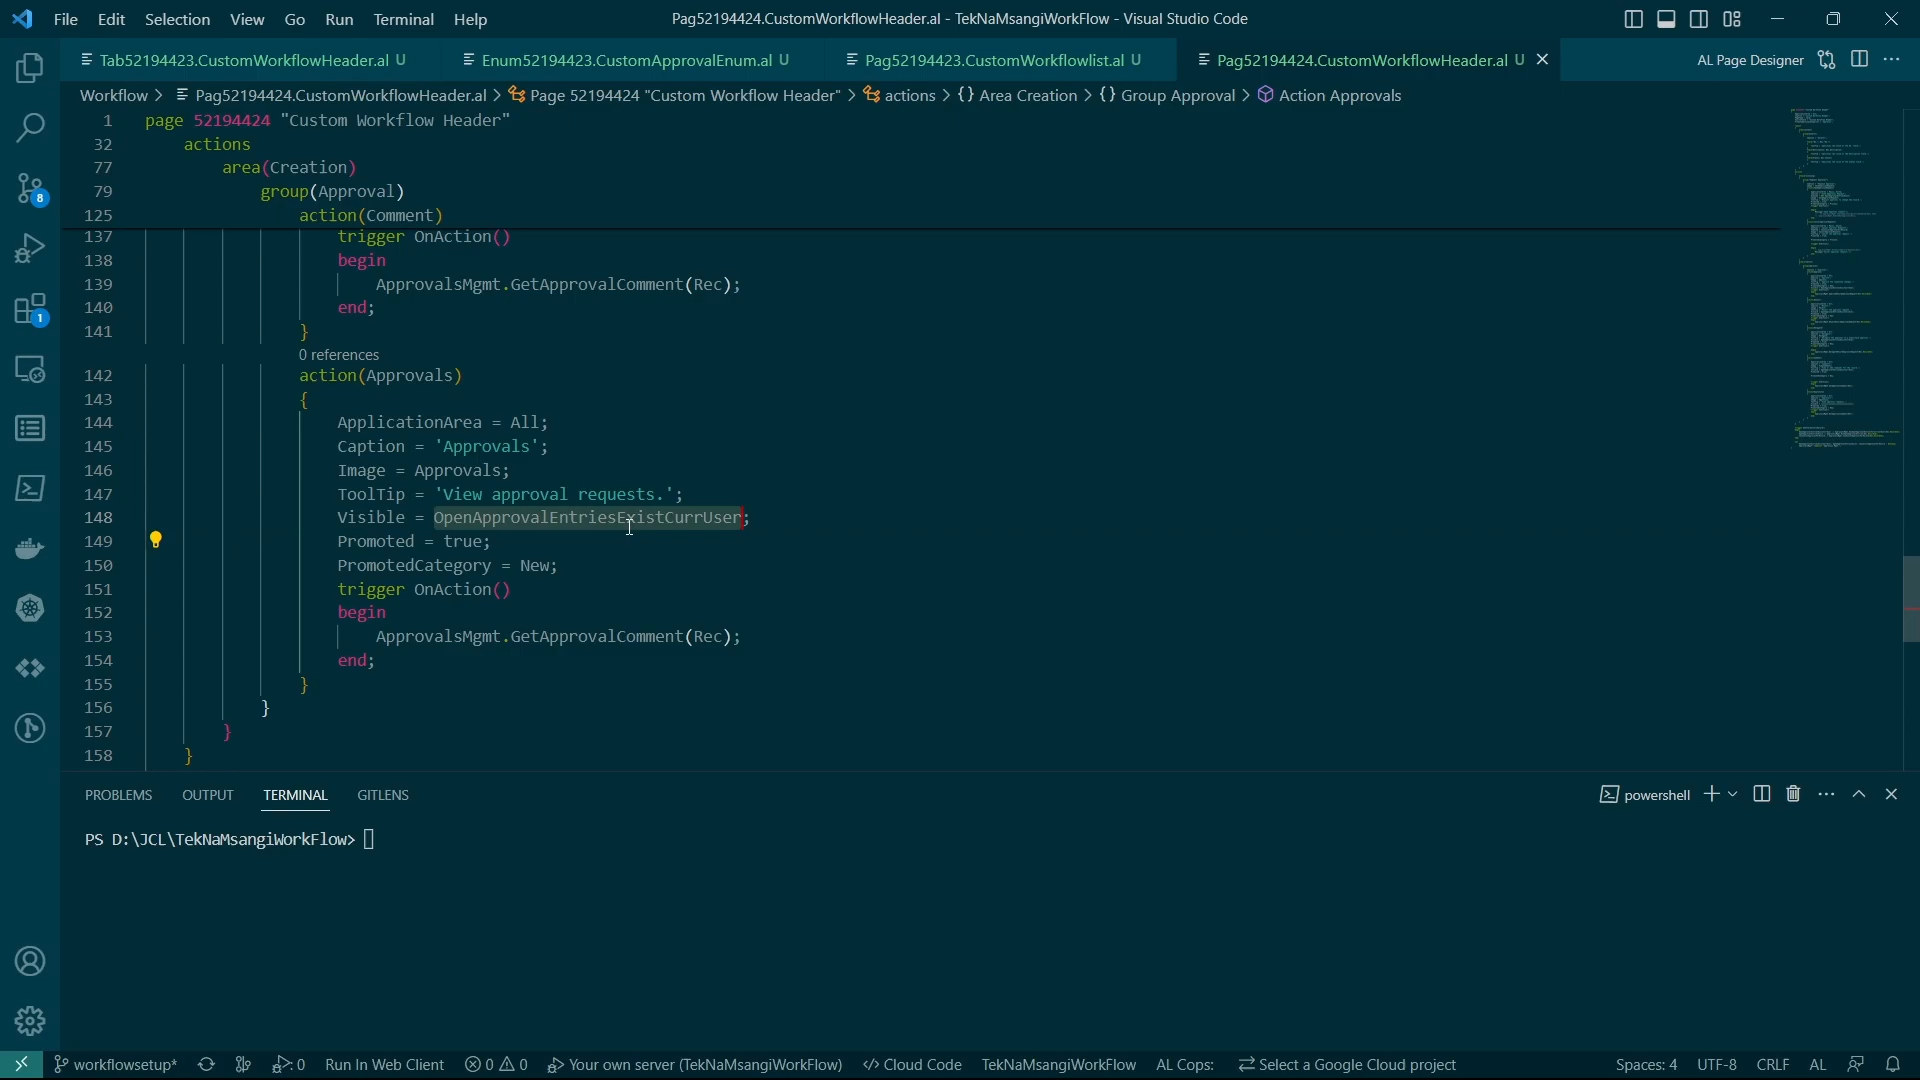 File Edit Selection View Go Run Terminal Help
Pag52194424.CustomWorkflowHeader.al - TekNaMsangiWorkFlow - Visual Studio Code
Tab52194423.CustomWorkflowHeader.al U
Enum52194423.CustomApprovalEnum.al U
Pag52194423.CustomWorkflowlist.al U
Pag52194424.CustomWorkflowHeader.al U
AL Page Designer
Workflow > Pag52194424.CustomWorkflowHeader.al > Page 52194424 "Custom Workflow Header" > actions > {} Area Creation > {} Group Approval > Action Approvals
1 page 52194424 "Custom Workflow Header"
32 actions
77 area(Creation)
79 group(Approval)
125 action(Comment)
137 trigger OnAction()
138 begin
139 ApprovalsMgmt.GetApprovalComment(Rec);
140 end;
141 }
0 references
142 action(Approvals)
143 {
144 ApplicationArea = All;
145 Caption = 'Approvals';
146 Image = Approvals;
147 ToolTip = 'View approval requests.';
148 Visible = OpenApprovalEntriesExistCurrUser;
149 Promoted = true;
150 PromotedCategory = New;
151 trigger OnAction()
152 begin
153 ApprovalsMgmt.GetApprovalComment(Rec);
154 end;
155 }
156 }
157 }
158 }
8
1
PROBLEMS OUTPUT TERMINAL GITLENS
powershell
PS D:\JCL\TekNaMsangiWorkFlow>
workflowsetup* 0 Run In Web Client 0 0 Your own server (TekNaMsangiWorkFlow) </> Cloud Code TekNaMsangiWorkFlow AL Cops: Select a Google Cloud project Spaces: 4 UTF-8 CRLF AL